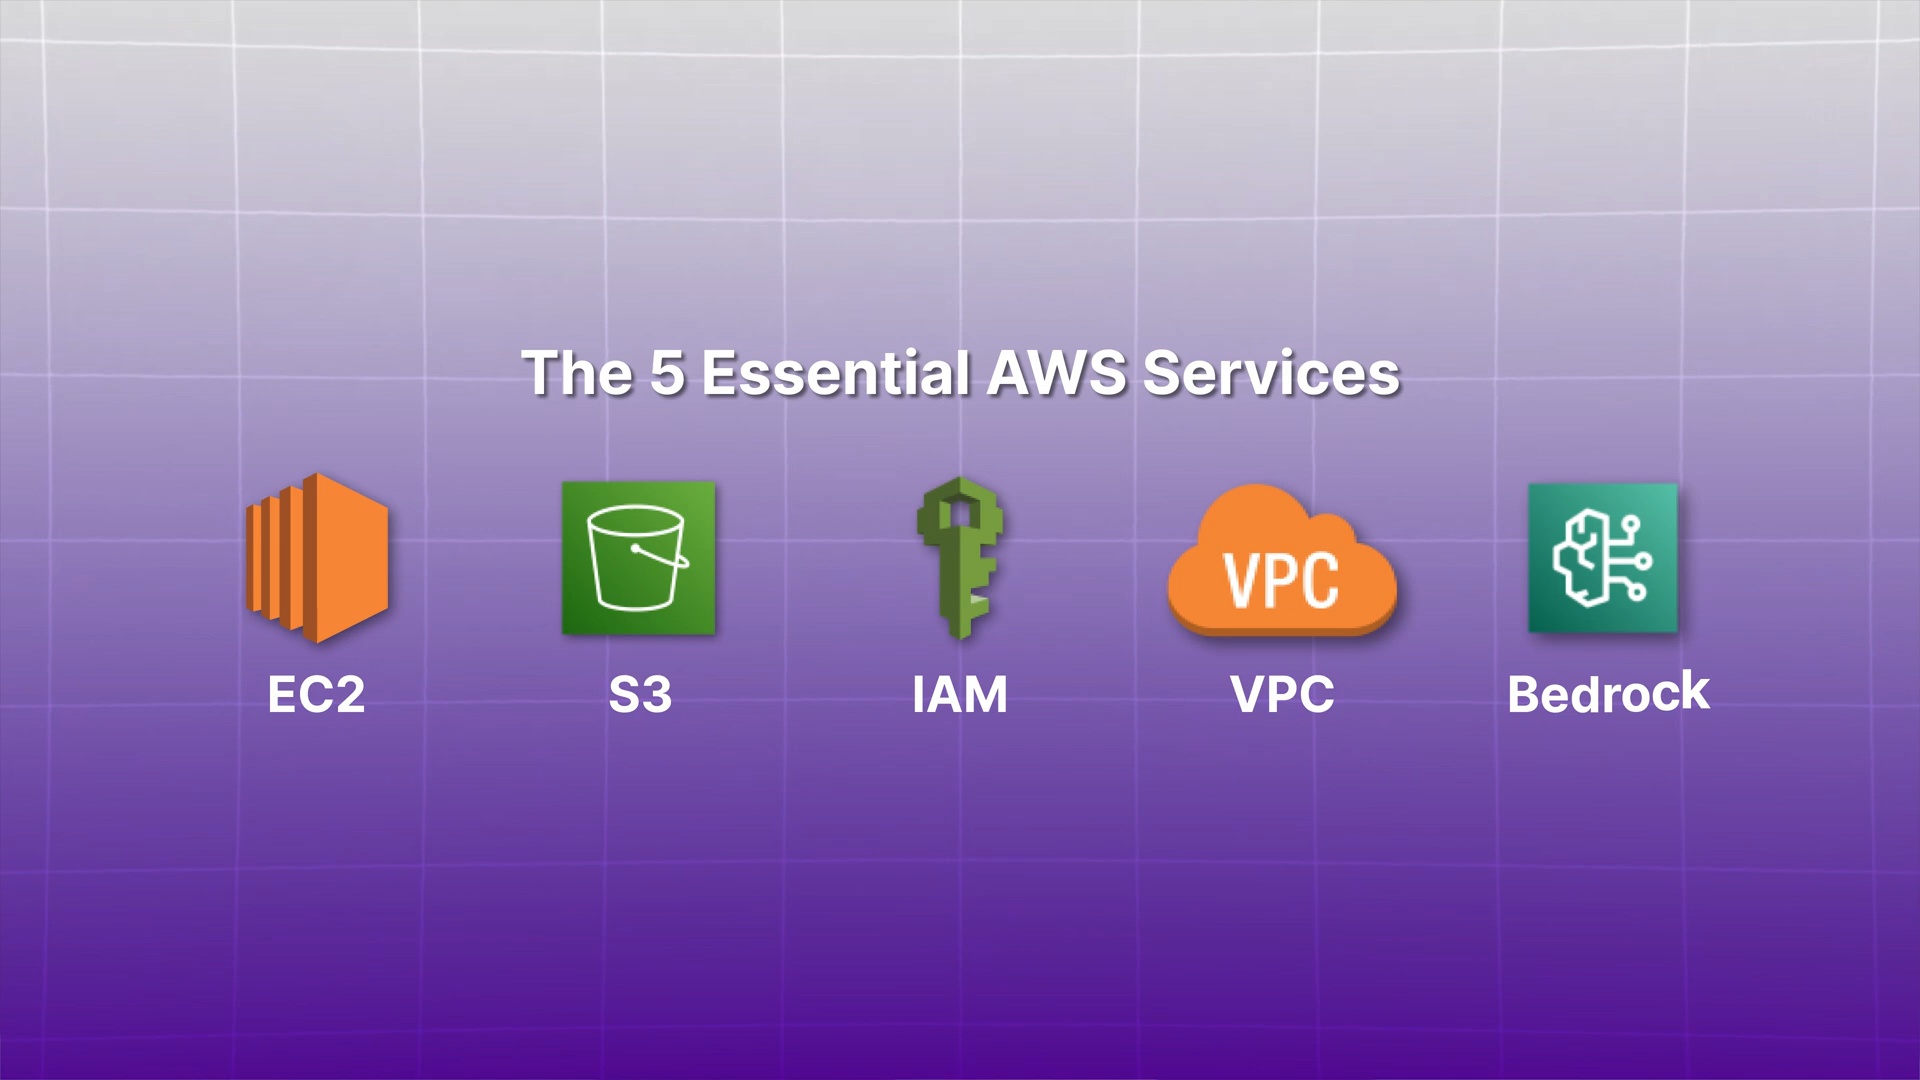 The 5 Essential AWS Services
VPC
EC2
S3
IAM
VPC
Bedrock